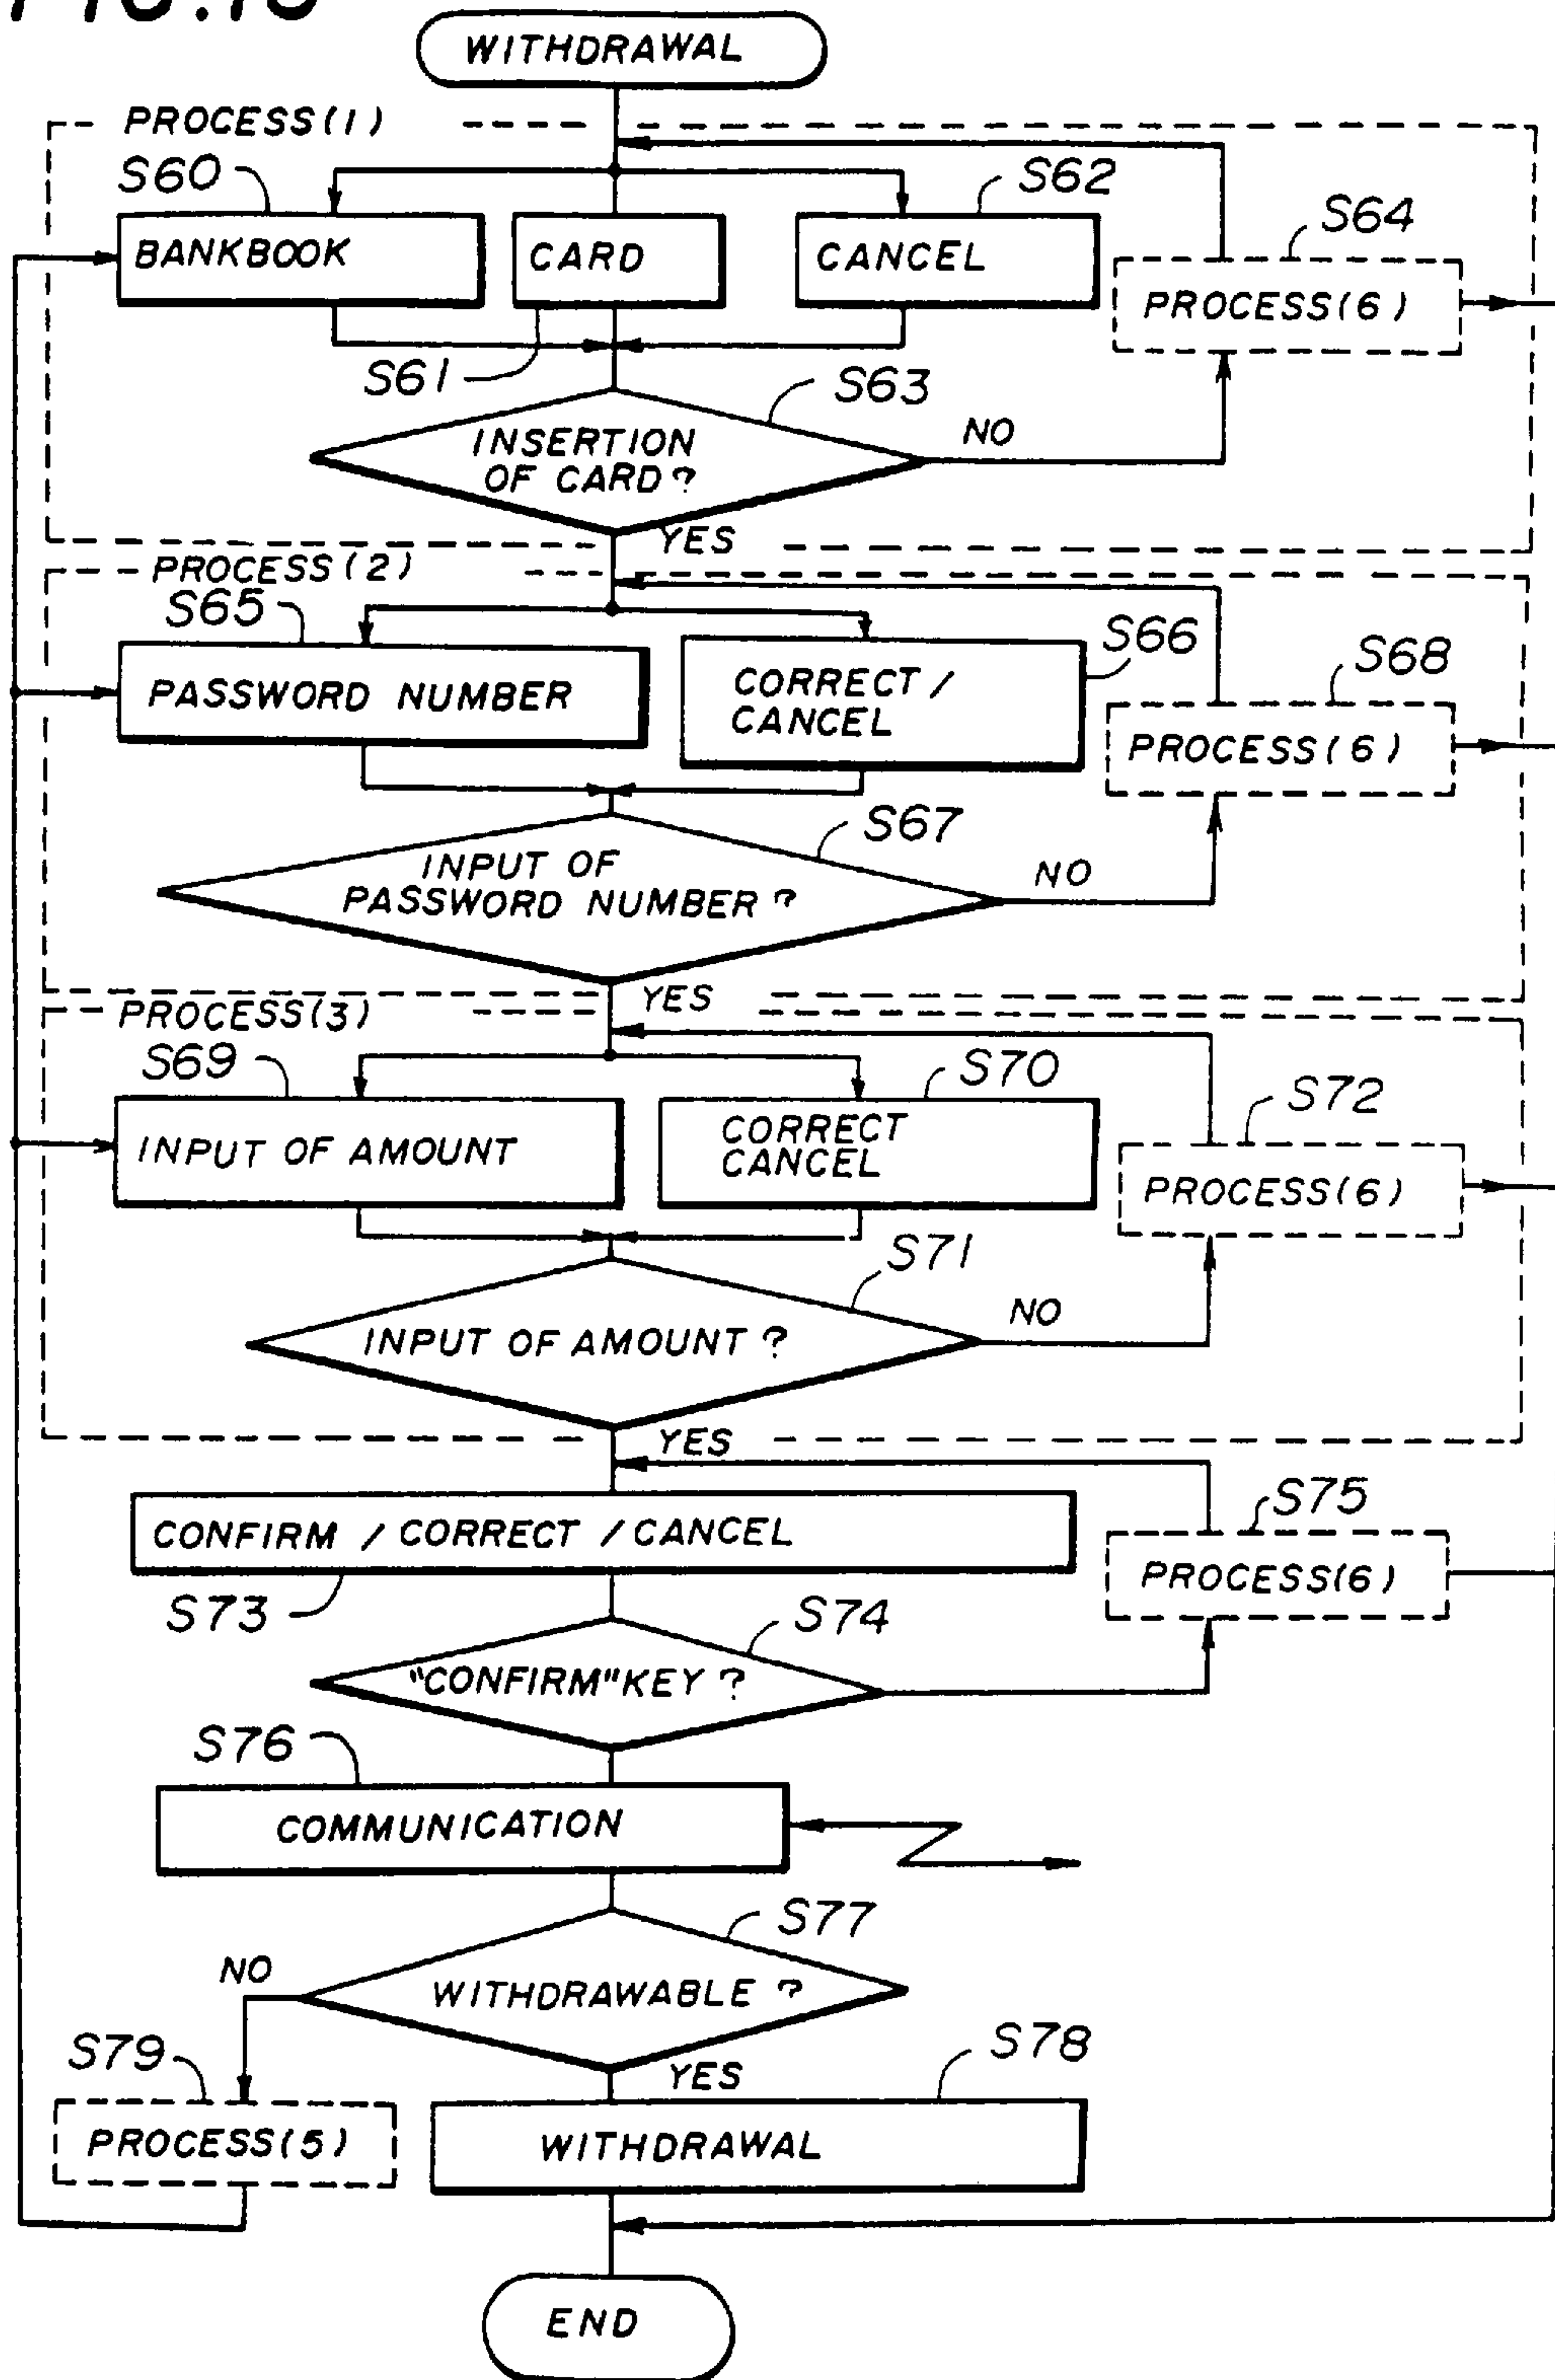 WITHDRAWAL
PROCESS(1)
S60
S62
S64
BANKBOOK
CARD
CANCEL
PROCESS(6)
S61
S63
INSERTION
OF CARD?
NO
YES
PROCESS(2)
S65
S66
S68
PASSWORD NUMBER
CORRECT /
CANCEL
PROCESS(6)
S67
INPUT OF
PASSWORD NUMBER?
NO
YES
PROCESS(3)
S69
S70
S72
INPUT OF AMOUNT
CORRECT
CANCEL
PROCESS(6)
S71
INPUT OF AMOUNT?
NO
YES
S75
CONFIRM / CORRECT / CANCEL
PROCESS(6)
S73
S74
"CONFIRM" KEY?
S76
COMMUNICATION
S77
NO
WITHDRAWABLE?
S79
S78
YES
PROCESS(5)
WITHDRAWAL
END